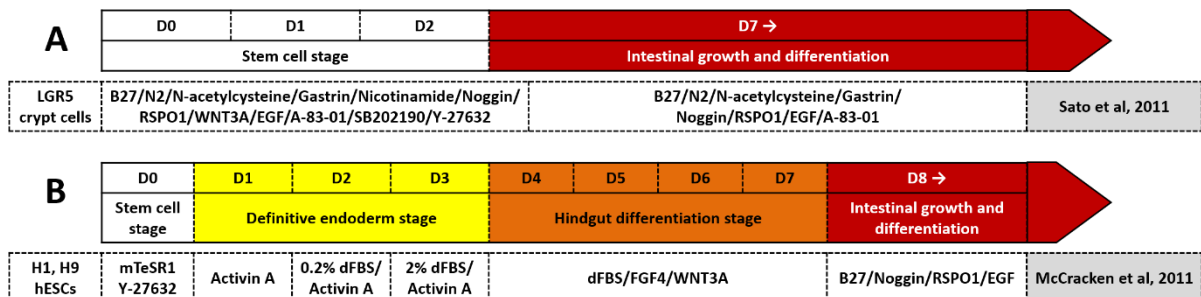 A
D0 D1 D2 D7 →
Stem cell stage Intestinal growth and differentiation
LGR5
crypt cells
B27/N2/N-acetylcysteine/Gastrin/Nicotinamide/Noggin/
RSPO1/WNT3A/EGF/A-83-01/SB202190/Y-27632
B27/N2/N-acetylcysteine/Gastrin/
Noggin/RSPO1/EGF/A-83-01
Sato et al, 2011
B
D0 D1 D2 D3 D4 D5 D6 D7 D8 →
Stem cell
stage
Definitive endoderm stage
Hindgut differentiation stage
Intestinal growth and
differentiation
H1, H9
hESCs
mTeSR1
Y-27632
Activin A
0.2% dFBS/
Activin A
2% dFBS/
Activin A
dFBS/FGF4/WNT3A
B27/Noggin/RSPO1/EGF
McCracken et al, 2011